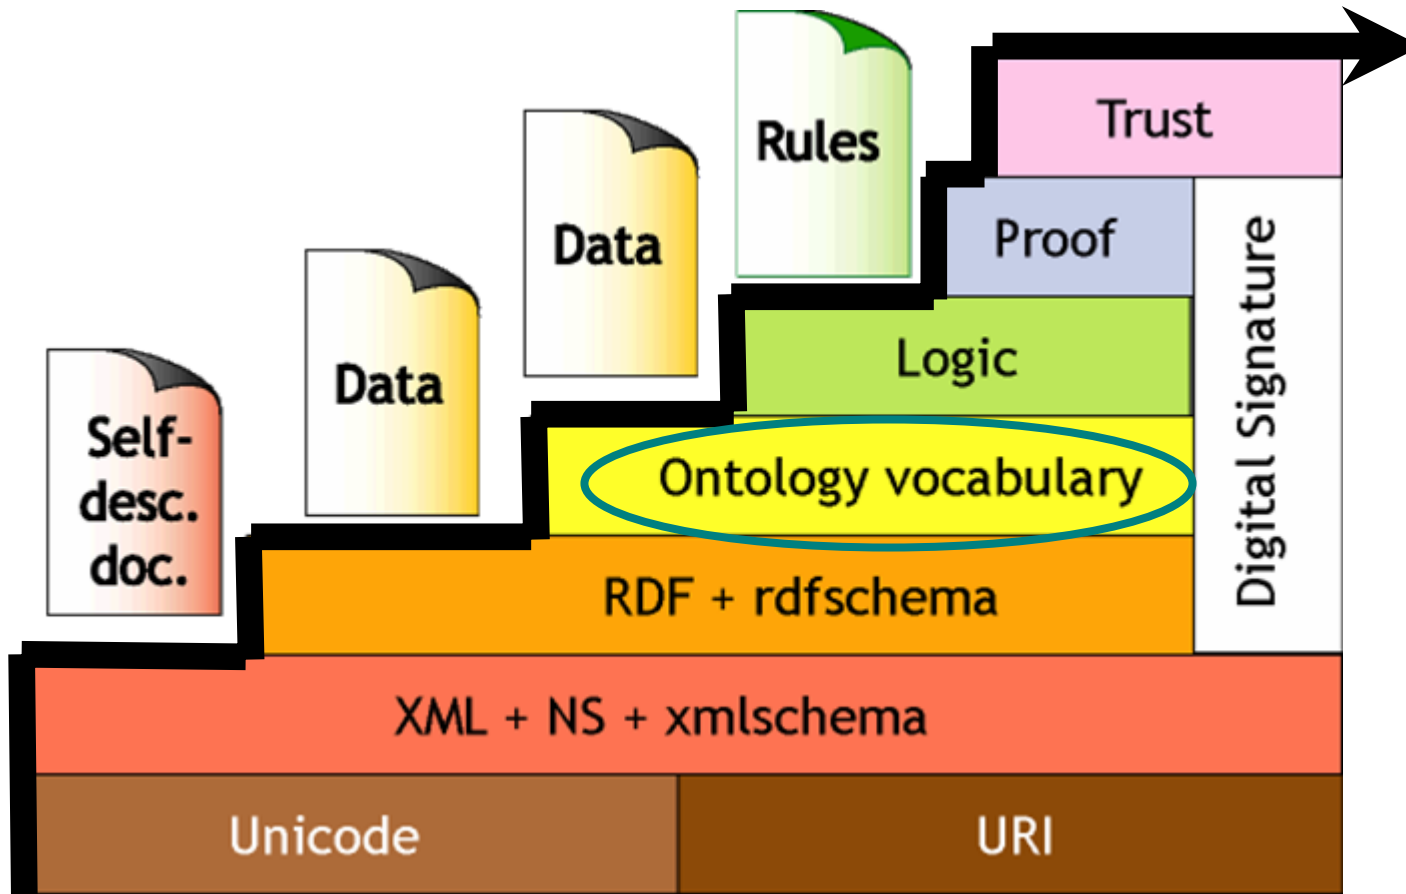 Rules
Trust
Data
Proof
Data
Logic
Self-
desc.
doc.
Ontology vocabulary
Digital Signature
RDF + rdfschema
XML + NS + xmlschema
Unicode
URI